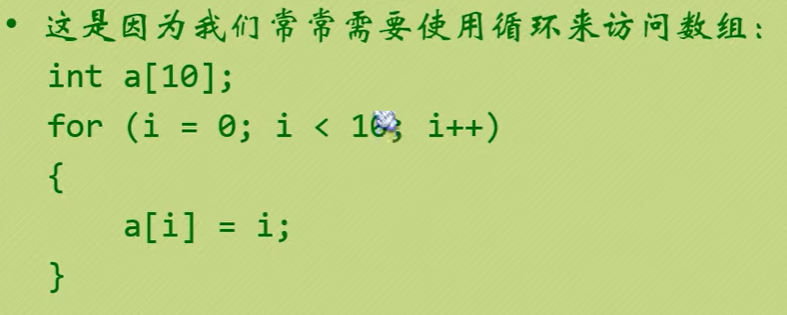 • 这是因为我们常常需要使用循环来访问数组：
int a[10];
for (i = 0; i < 10; i++)
{
    a[i] = i;
}